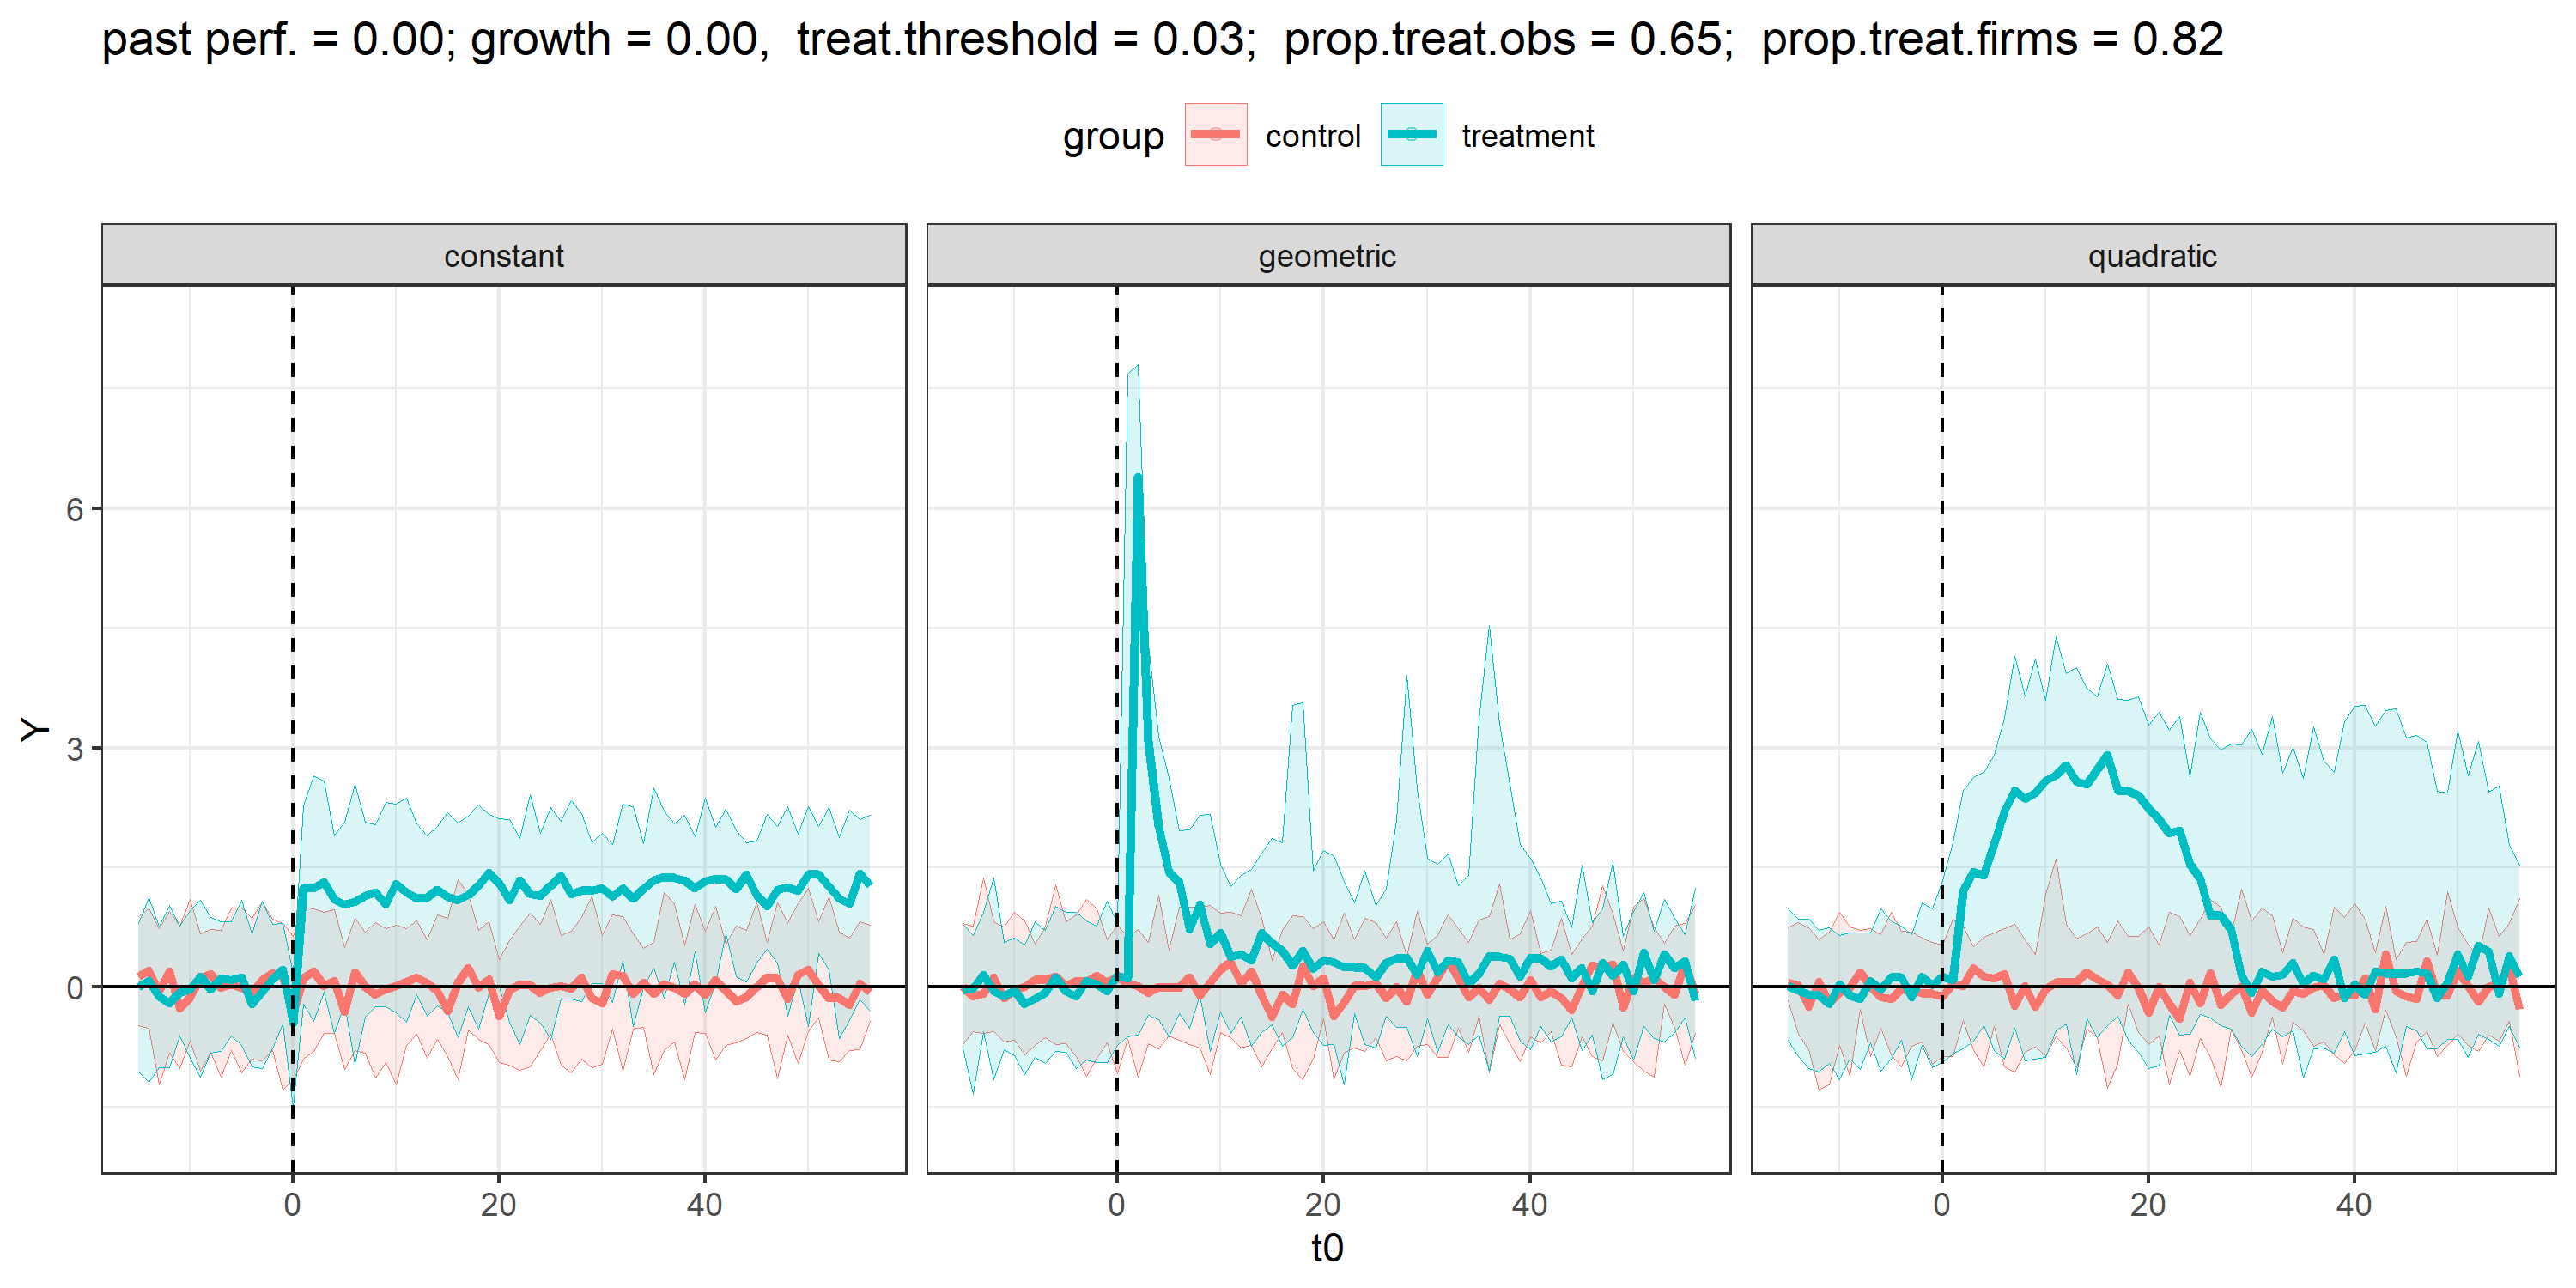 past perf. = 0.00; growth = 0.00,  treat.threshold = 0.03;  prop.treat.obs = 0.65;  prop.treat.firms = 0.82
group control treatment
constant geometric quadratic
6
3
0
Y
0 20 40 0 20 40 0 20 40
t0